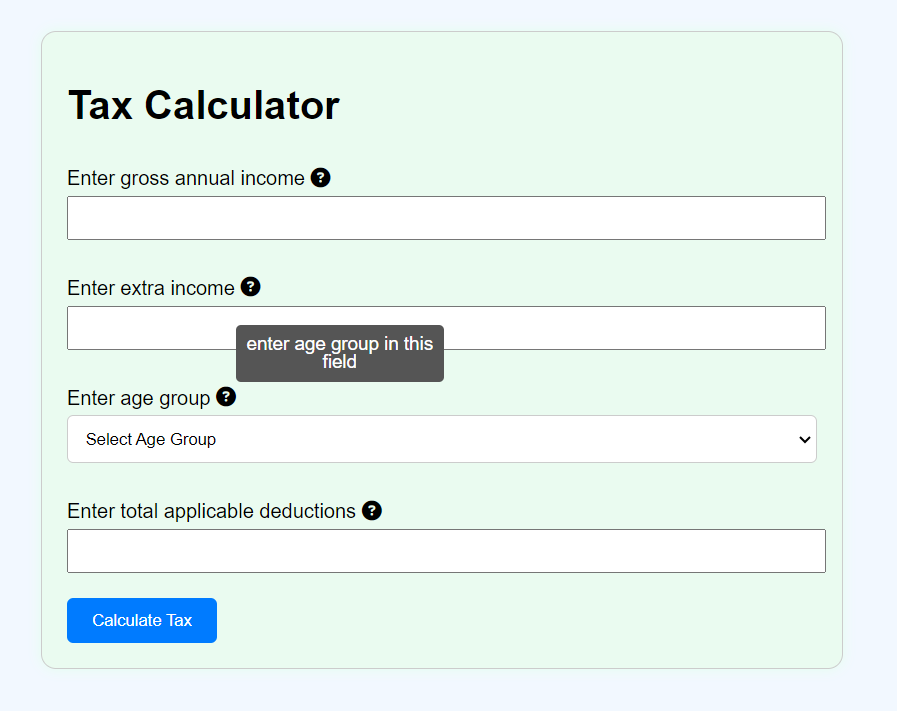 Tax Calculator
Enter gross annual income ?
Enter extra income ?
enter age group in this
field
Enter age group ?
Select Age Group
Enter total applicable deductions ?
Calculate Tax